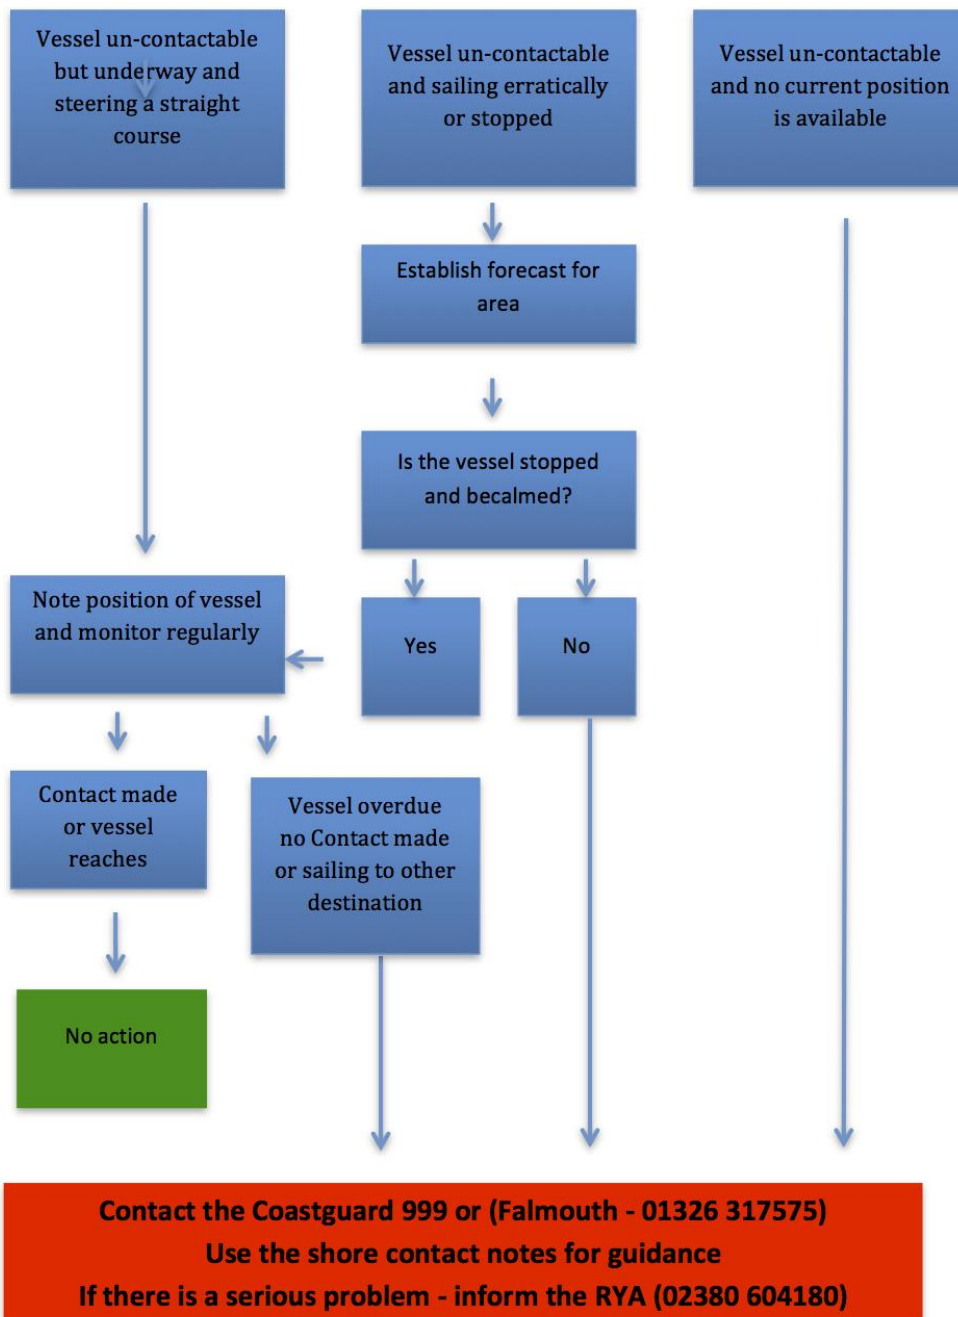 Vessel un-contactable
but underway and
steering a straight
course
Vessel un-contactable
and sailing erratically
or stopped
Vessel un-contactable
and no current position
is available
Establish forecast for
area
Is the vessel stopped
and becalmed?
Note position of vessel
and monitor regularly
Yes
No
Contact made
or vessel
reaches
Vessel overdue
no Contact made
or sailing to other
destination
No action
Contact the Coastguard 999 or (Falmouth - 01326 317575)
Use the shore contact notes for guidance
If there is a serious problem - inform the RYA (02380 604180)